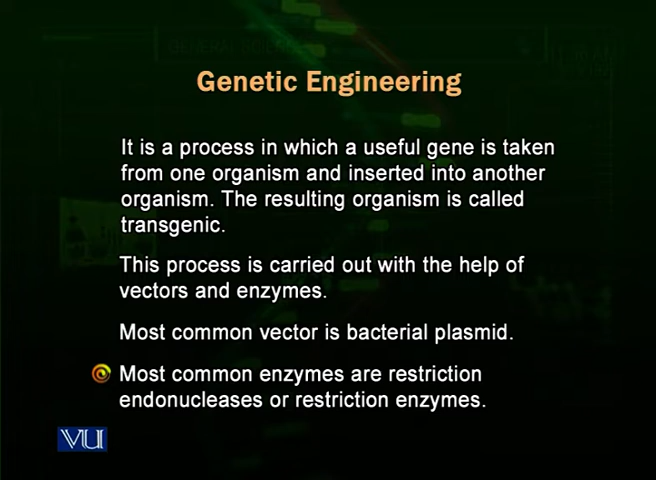 Genetic Engineering
It is a process in which a useful gene is taken
from one organism and inserted into another
organism. The resulting organism is called
transgenic.
This process is carried out with the help of
vectors and enzymes.
Most common vector is bacterial plasmid.
Most common enzymes are restriction
endonucleases or restriction enzymes.
VU